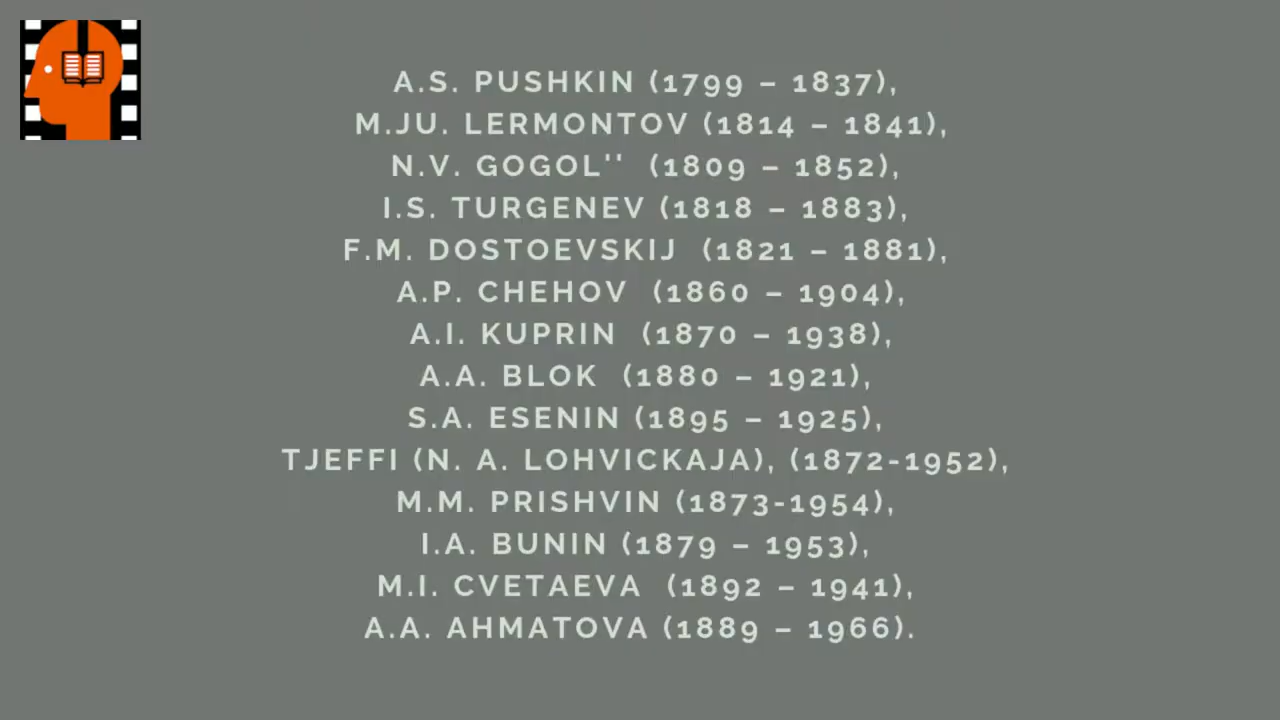 A.S. PUSHKIN (1799 – 1837),
M.JU. LERMONTOV (1814 – 1841),
N.V. GOGOL'' (1809 – 1852),
I.S. TURGENEV (1818 – 1883),
F.M. DOSTOEVSKIJ (1821 – 1881),
A.P. CHEHOV (1860 – 1904),
A.I. KUPRIN (1870 – 1938),
A.A. BLOK (1880 – 1921),
S.A. ESENIN (1895 – 1925),
TJEFFI (N. A. LOHVICKAJA), (1872-1952),
M.M. PRISHVIN (1873-1954),
I.A. BUNIN (1879 – 1953),
M.I. CVETAEVA (1892 – 1941),
A.A. AHMATOVA (1889 – 1966).